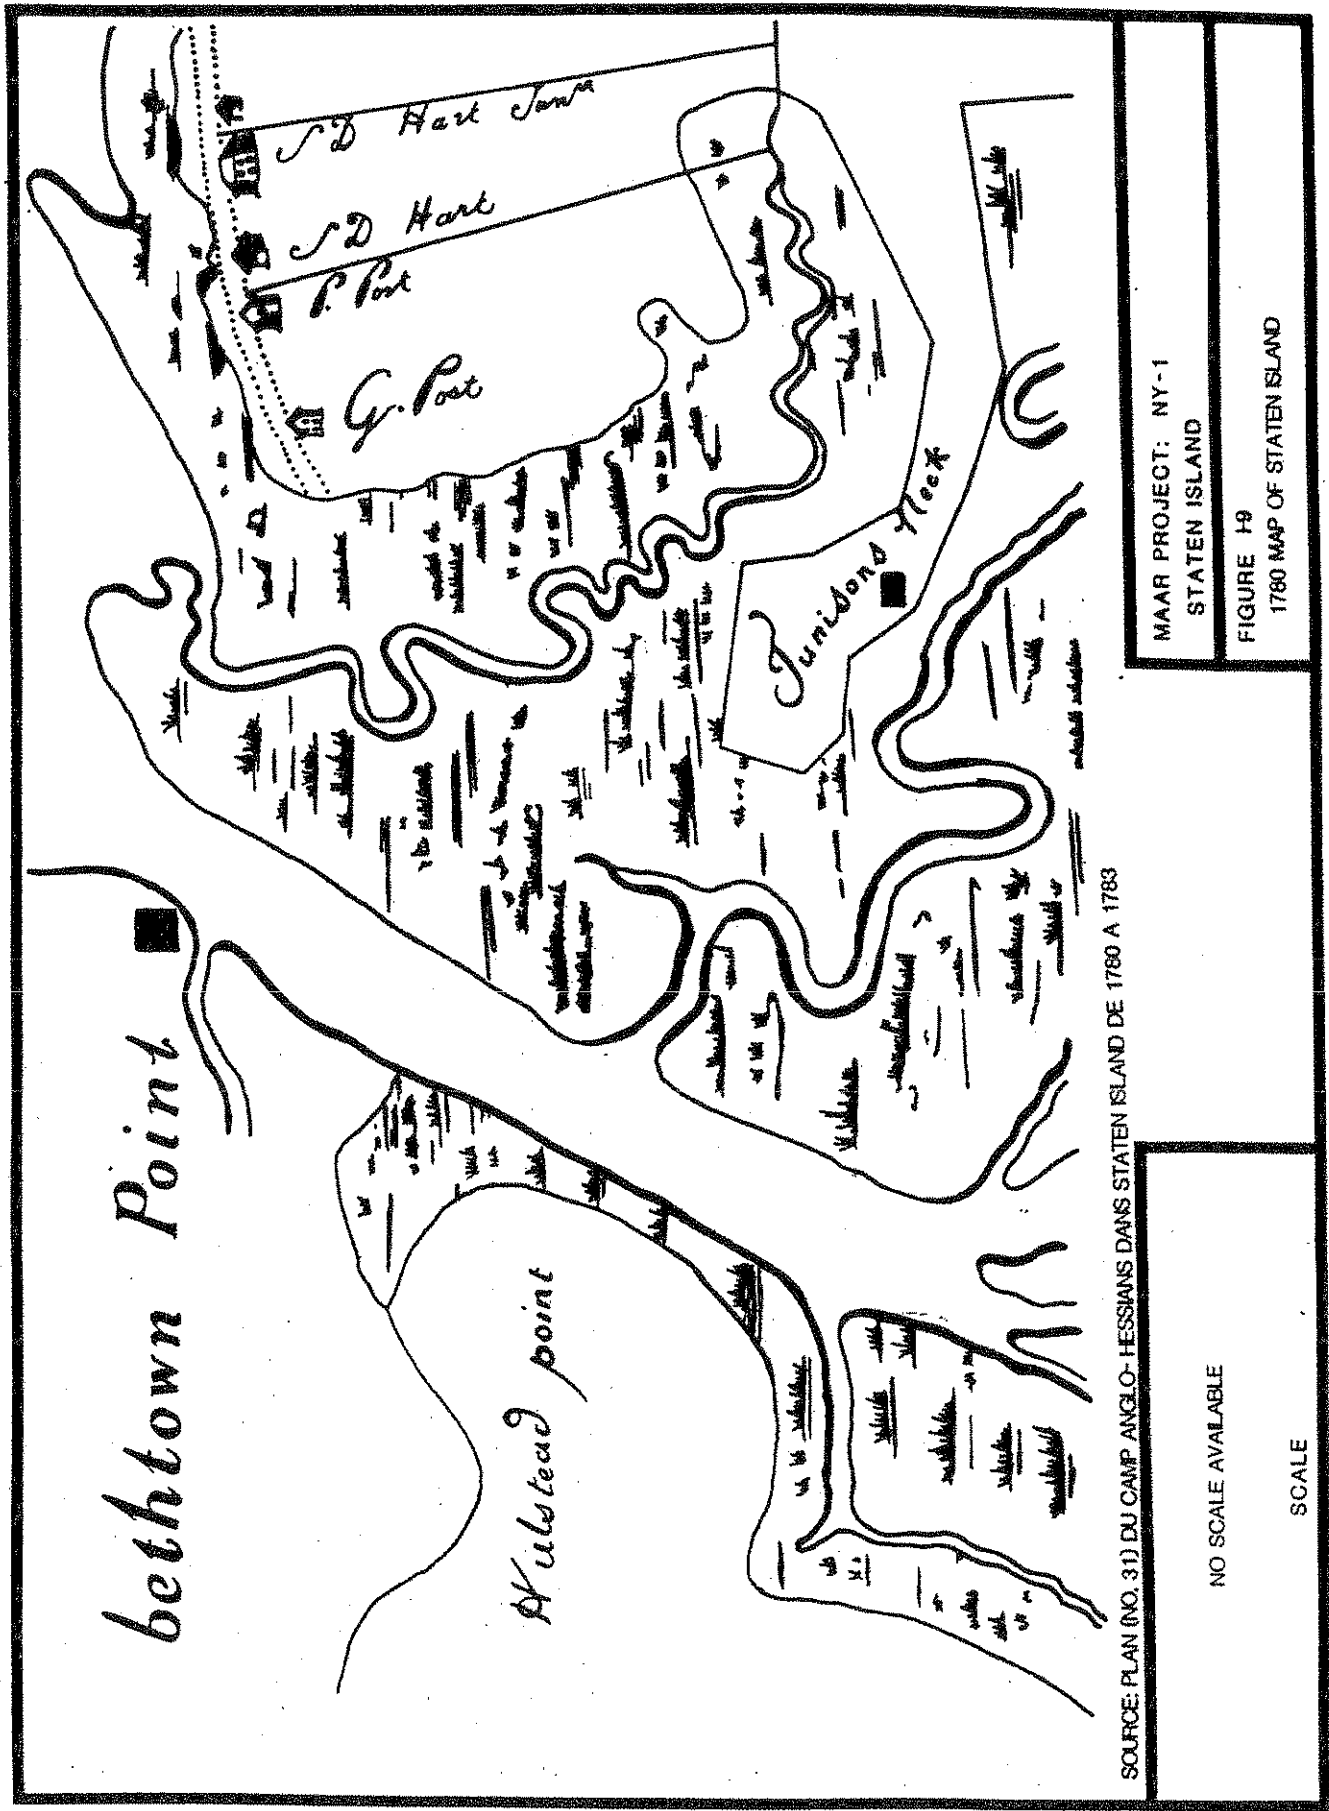 bethtown Point
Hulstead point
S D Hart Jann
S D Hart
P. Post
G. Post
Tunisons Neck
SOURCE: PLAN (NO. 31) DU CAMP ANGLO-HESSIANS DANS STATEN ISLAND DE 1780 A 1783
NO SCALE AVAILABLE
SCALE
MAAR PROJECT: NY-1
STATEN ISLAND
FIGURE I-9
1780 MAP OF STATEN ISLAND